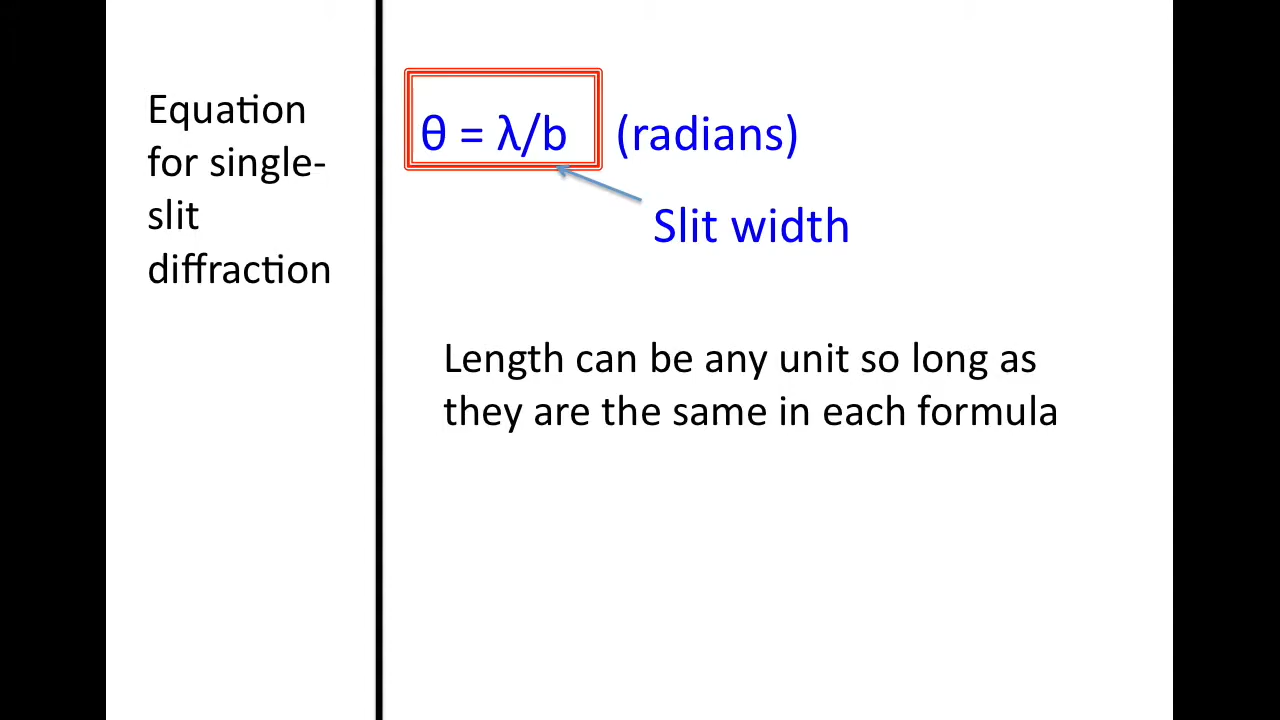 Equation
for single-
slit
diffraction
θ = λ/b (radians)
Slit width
Length can be any unit so long as
they are the same in each formula